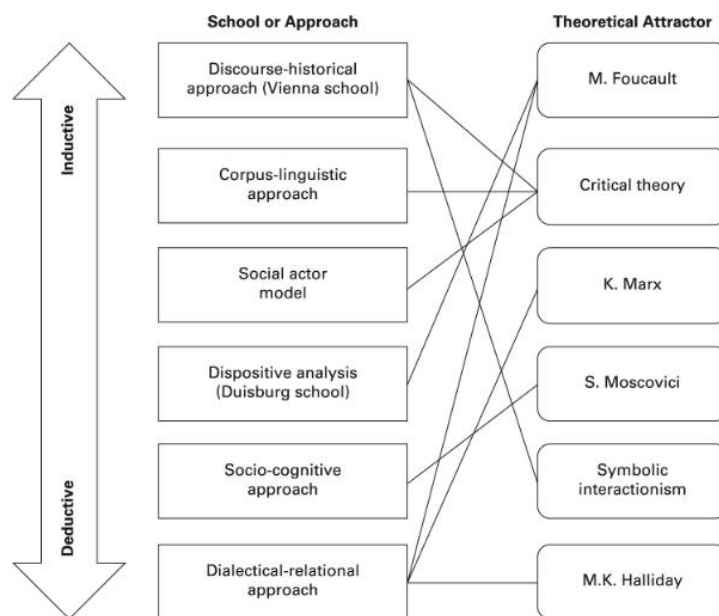 School or Approach
Theoretical Attractor
Inductive
Deductive
Discourse-historical
approach (Vienna school)
M. Foucault
Corpus-linguistic
approach
Critical theory
Social actor
model
K. Marx
Dispositive analysis
(Duisburg school)
S. Moscovici
Socio-cognitive
approach
Symbolic
interactionism
Dialectical-relational
approach
M.K. Halliday